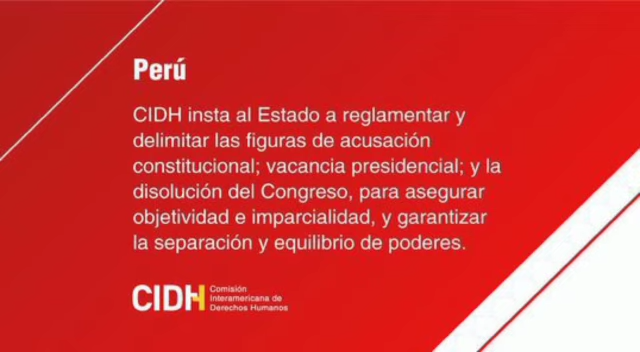 Perú
CIDH insta al Estado a reglamentar y
delimitar las figuras de acusación
constitucional; vacancia presidencial; y la
disolución del Congreso, para asegurar
objetividad e imparcialidad, y garantizar
la separación y equilibrio de poderes.
CIDH
Comisión
Interamericana de
Derechos Humanos